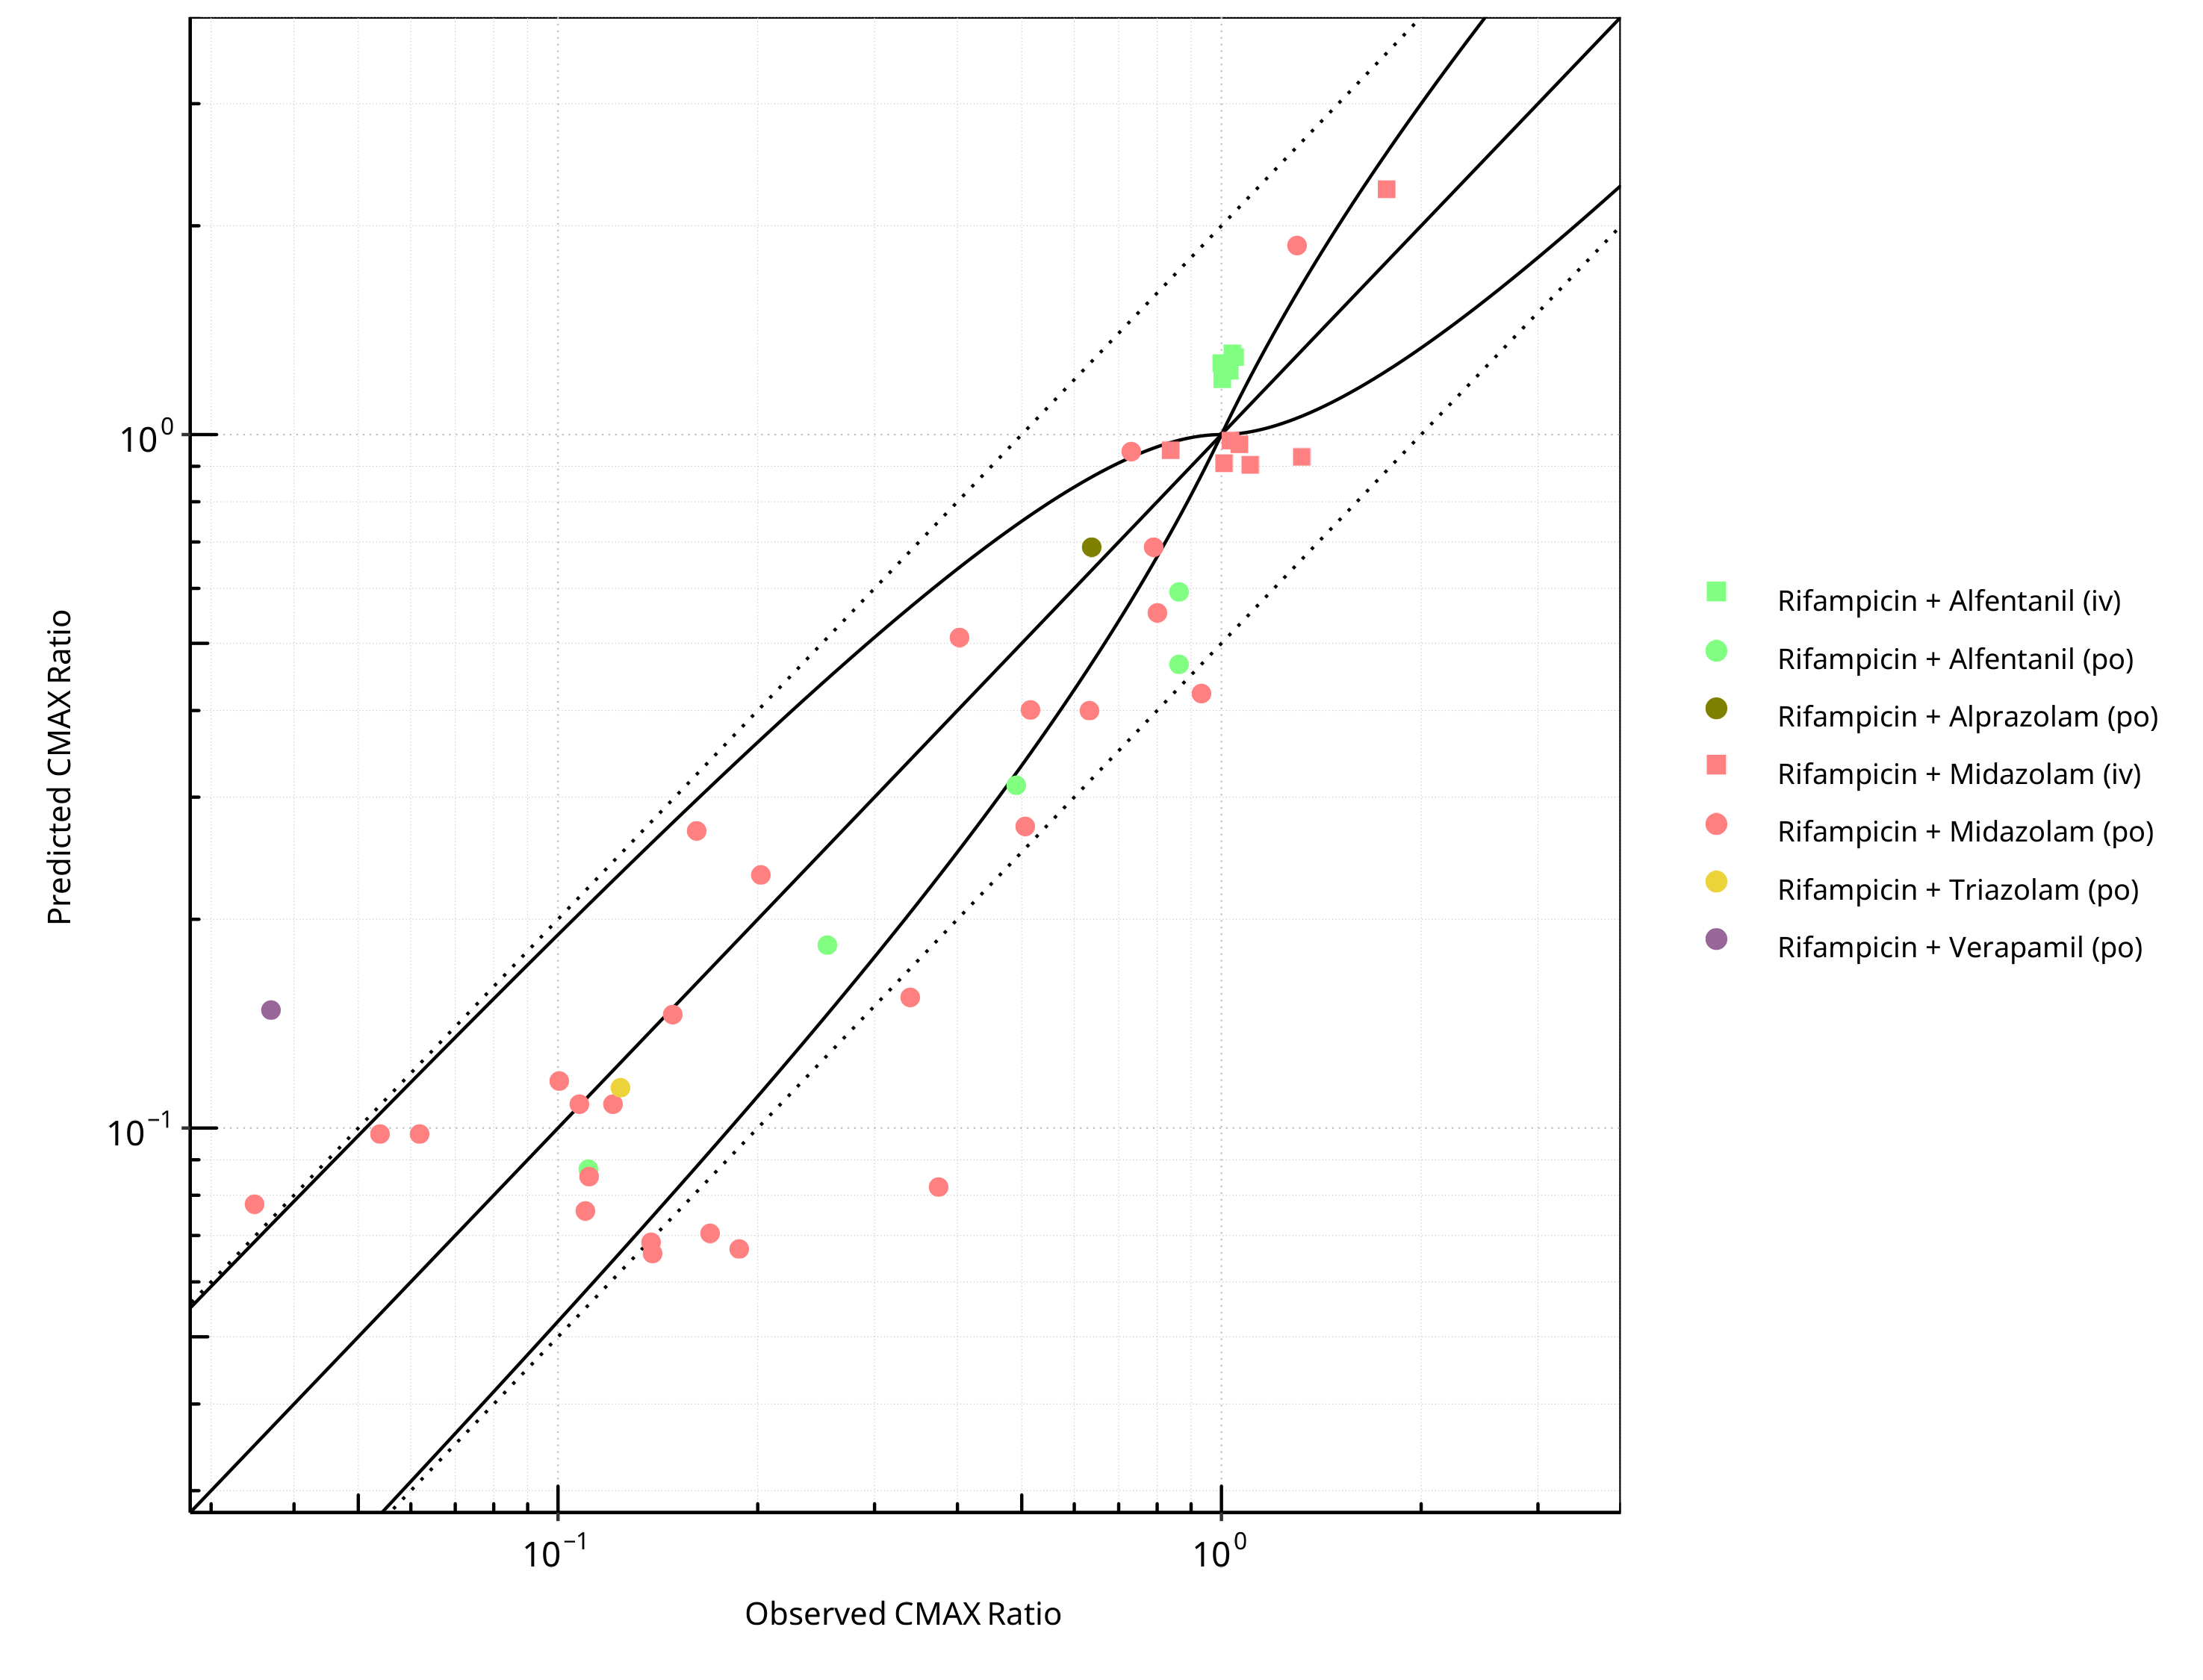 10⁰
10⁻¹
Predicted CMAX Ratio
10⁻¹
10⁰
Observed CMAX Ratio
Rifampicin + Alfentanil (iv)
Rifampicin + Alfentanil (po)
Rifampicin + Alprazolam (po)
Rifampicin + Midazolam (iv)
Rifampicin + Midazolam (po)
Rifampicin + Triazolam (po)
Rifampicin + Verapamil (po)